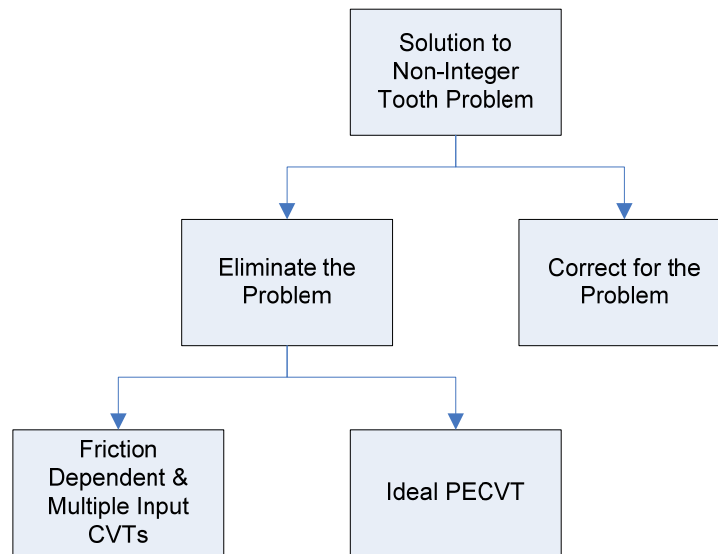 Solution to
Non-Integer
Tooth Problem
Eliminate the
Problem
Correct for the
Problem
Friction
Dependent &
Multiple Input
CVTs
Ideal PECVT